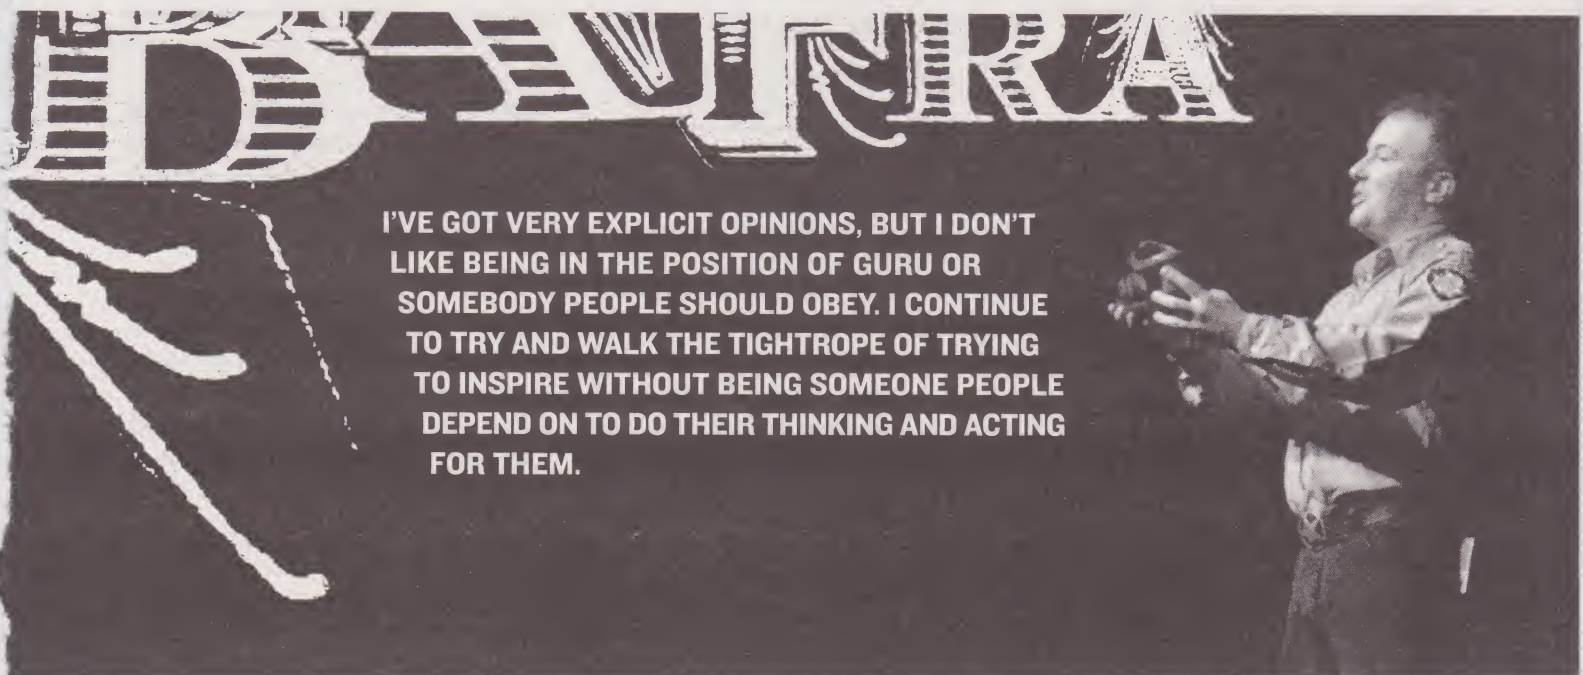 I'VE GOT VERY EXPLICIT OPINIONS, BUT I DON'T
LIKE BEING IN THE POSITION OF GURU OR
SOMEBODY PEOPLE SHOULD OBEY. I CONTINUE
TO TRY AND WALK THE TIGHTROPE OF TRYING
TO INSPIRE WITHOUT BEING SOMEONE PEOPLE
DEPEND ON TO DO THEIR THINKING AND ACTING
FOR THEM.